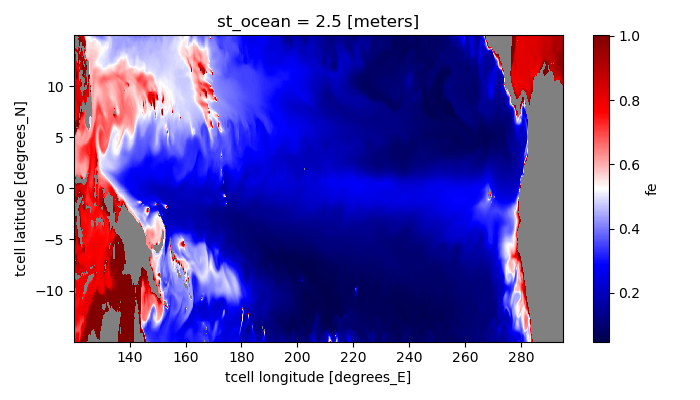 st_ocean = 2.5 [meters]
10
5
0
−5
−10
tcell latitude [degrees_N]
140 160 180 200 220 240 260 280
tcell longitude [degrees_E]
1.0
0.8
0.6
0.4
0.2
fe